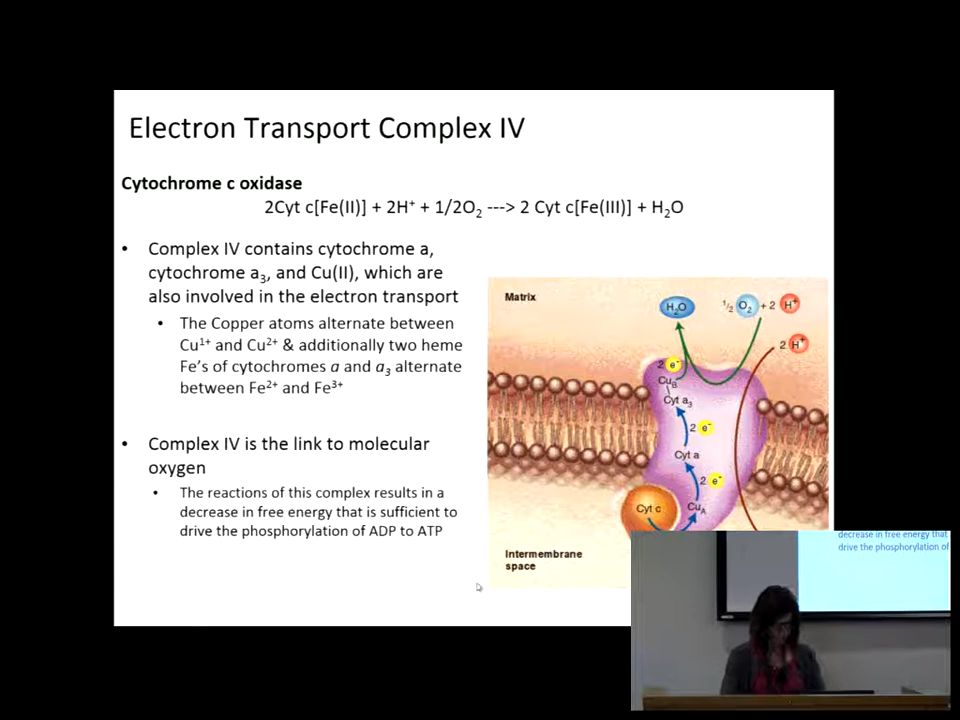 Electron Transport Complex IV
Cytochrome c oxidase
2Cyt c[Fe(II)] + 2H⁺ + 1/2O₂ ---> 2 Cyt c[Fe(III)] + H₂O
• Complex IV contains cytochrome a,
cytochrome a₃, and Cu(II), which are
also involved in the electron transport
• The Copper atoms alternate between
Cu¹⁺ and Cu²⁺ & additionally two heme
Fe's of cytochromes a and a₃ alternate
between Fe²⁺ and Fe³⁺
• Complex IV is the link to molecular
oxygen
• The reactions of this complex results in a
decrease in free energy that is sufficient to
drive the phosphorylation of ADP to ATP
Matrix
H₂O
½ O₂ + 2 H⁺
2 H⁺
2 e⁻
Cu_B
Cyt a₃
2 e⁻
Cyt a
2 e⁻
Cyt c
Cu_A
Intermembrane
space
decrease in free energy that
drive the phosphorylation of